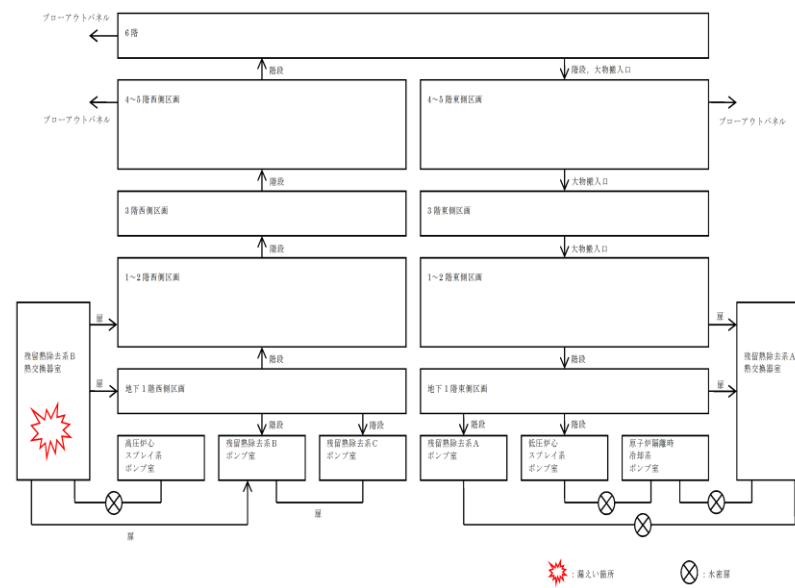 ブローアウトパネル
6階
階段
階段，大物搬入口
4～5階西側区画
4～5階東側区画
ブローアウトパネル
ブローアウトパネル
階段
大物搬入口
3階西側区画
3階東側区画
階段
大物搬入口
1～2階西側区画
1～2階東側区画
扉
扉
残留熱除去系B
熱交換器室
残留熱除去系A
熱交換器室
階段
階段
扉
扉
地下1階西側区画
地下1階東側区画
階段
階段
階段
階段
高圧炉心
スプレイ系
ポンプ室
残留熱除去系B
ポンプ室
残留熱除去系C
ポンプ室
残留熱除去系A
ポンプ室
低圧炉心
スプレイ系
ポンプ室
原子炉隔離時
冷却系
ポンプ室
扉
扉
：漏えい箇所
：水密扉